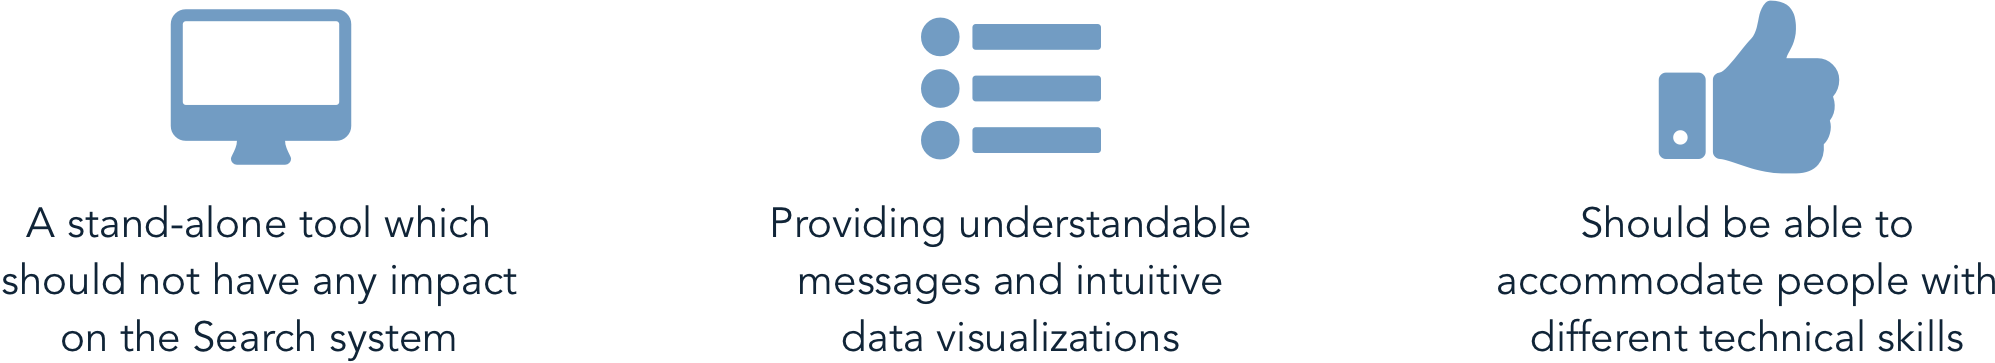 A stand-alone tool which
should not have any impact
on the Search system
Providing understandable
messages and intuitive
data visualizations
Should be able to
accommodate people with
different technical skills